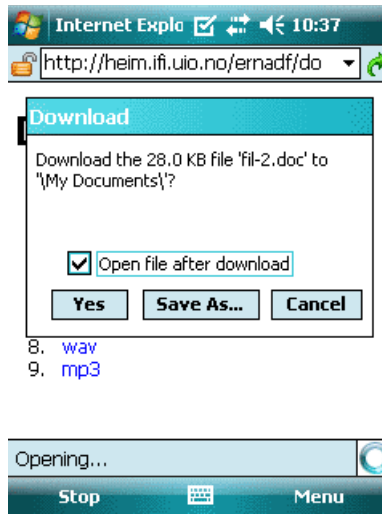 Internet Explo 10:37
http://heim.ifi.uio.no/ernadf/do
Download
Download the 28.0 KB file 'fil-2.doc' to
'\My Documents\'?
Open file after download
Yes Save As... Cancel
8. wav
9. mp3
Opening...
Stop Menu